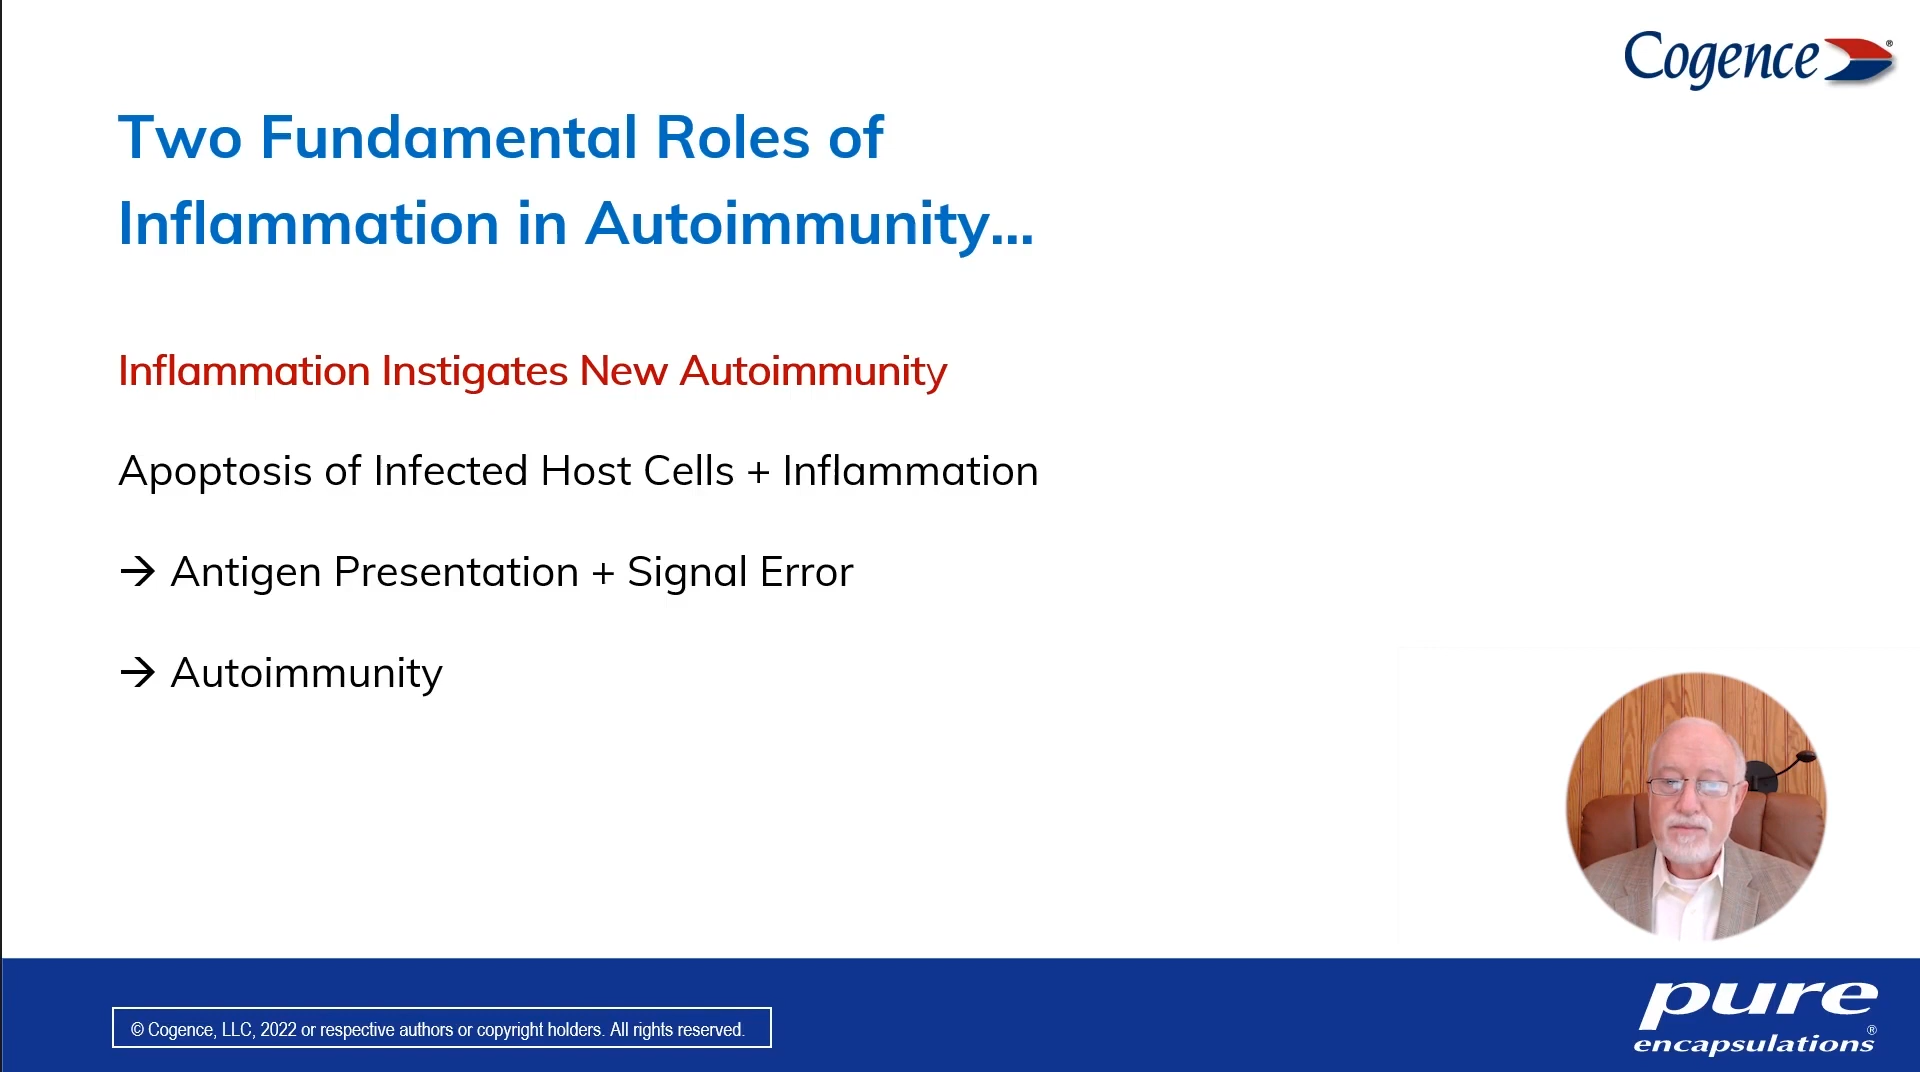 Cogence®
Two Fundamental Roles of
Inflammation in Autoimmunity...
Inflammation Instigates New Autoimmunity
Apoptosis of Infected Host Cells + Inflammation
→ Antigen Presentation + Signal Error
→ Autoimmunity
© Cogence, LLC, 2022 or respective authors or copyright holders. All rights reserved.
pure
encapsulations®